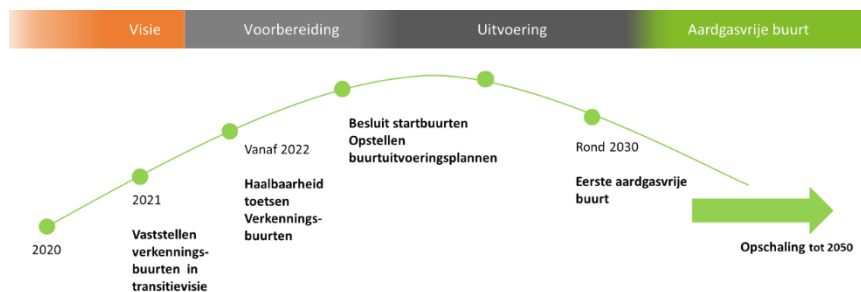 Visie
Voorbereiding
Uitvoering
Aardgasvrije buurt
2020
2021
Vaststellen
verkennings-
buurten in
transitievisie
Vanaf 2022
Haalbaarheid
toetsen
Verkennings-
buurten
Besluit startbuurten
Opstellen
buurtuitvoeringsplannen
Rond 2030
Eerste aardgasvrije
buurt
Opschaling tot 2050